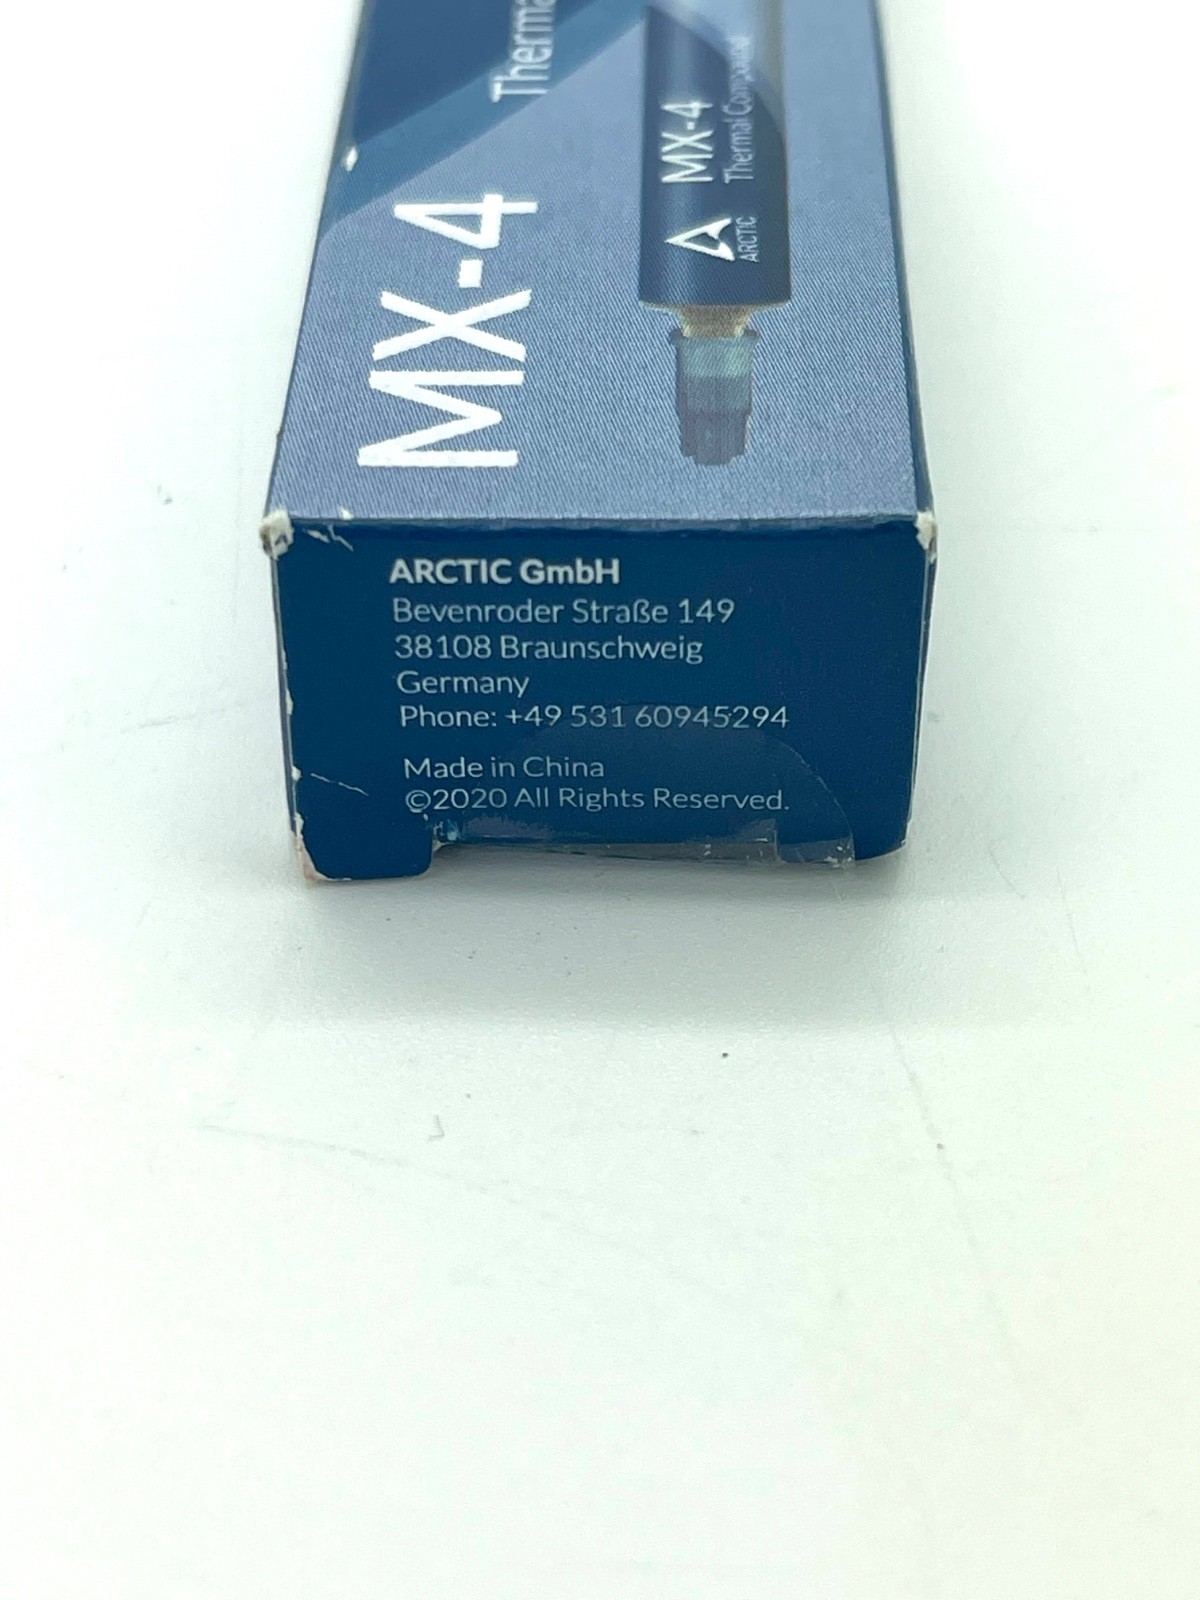 MX-4
ARCTIC
MX-4
Thermal Compound
ARCTIC GmbH
Bevenroder Straße 149
38108 Braunschweig
Germany
Phone: +49 531 60945294
Made in China
©2020 All Rights Reserved.